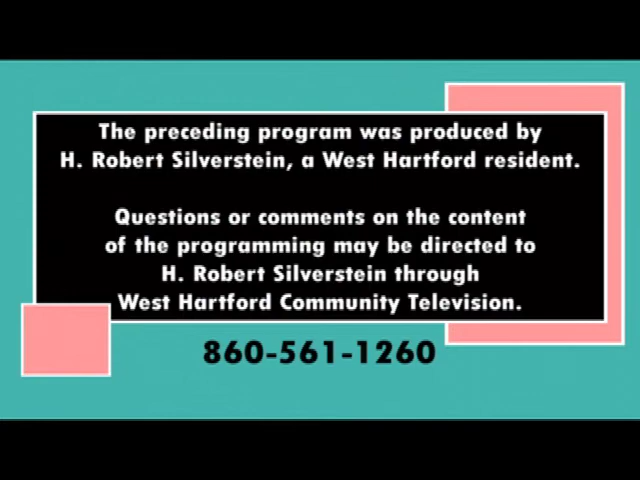 The preceding program was produced by
H. Robert Silverstein, a West Hartford resident.
Questions or comments on the content
of the programming may be directed to
H. Robert Silverstein through
West Hartford Community Television.
860-561-1260